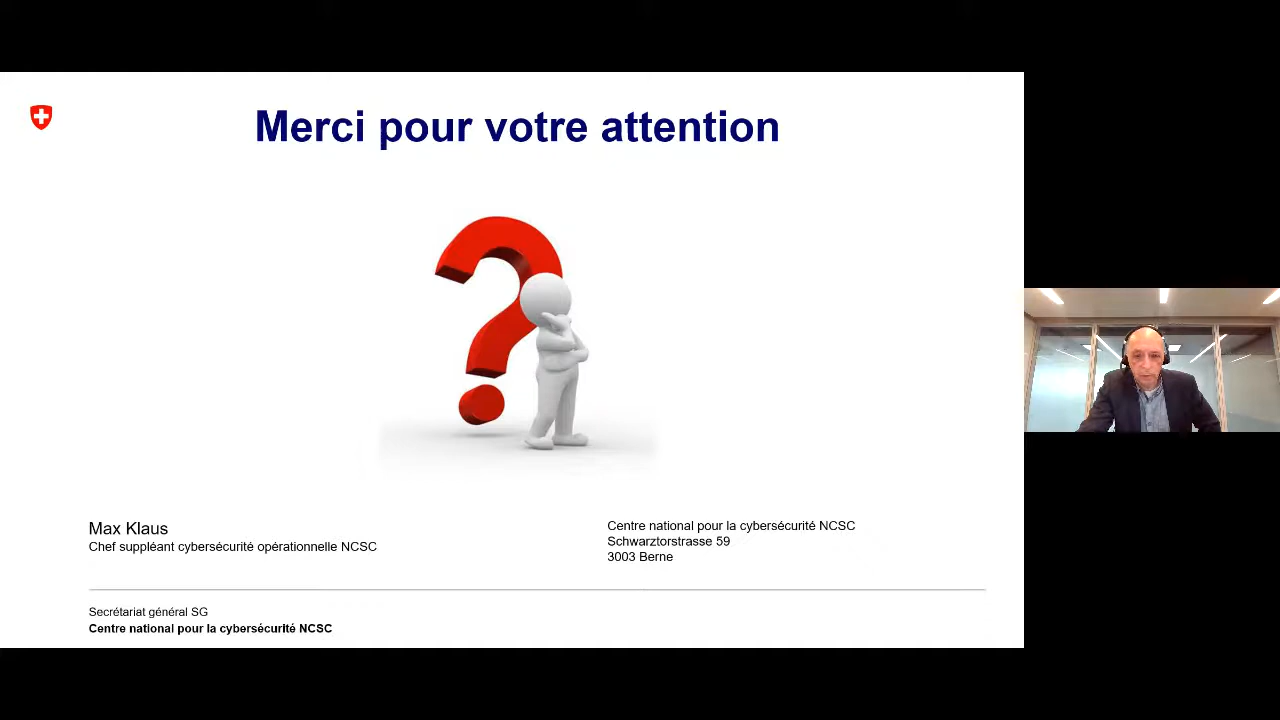 Merci pour votre attention
Max Klaus
Chef suppléant cybersécurité opérationnelle NCSC
Centre national pour la cybersécurité NCSC
Schwarztorstrasse 59
3003 Berne
Secrétariat général SG
Centre national pour la cybersécurité NCSC